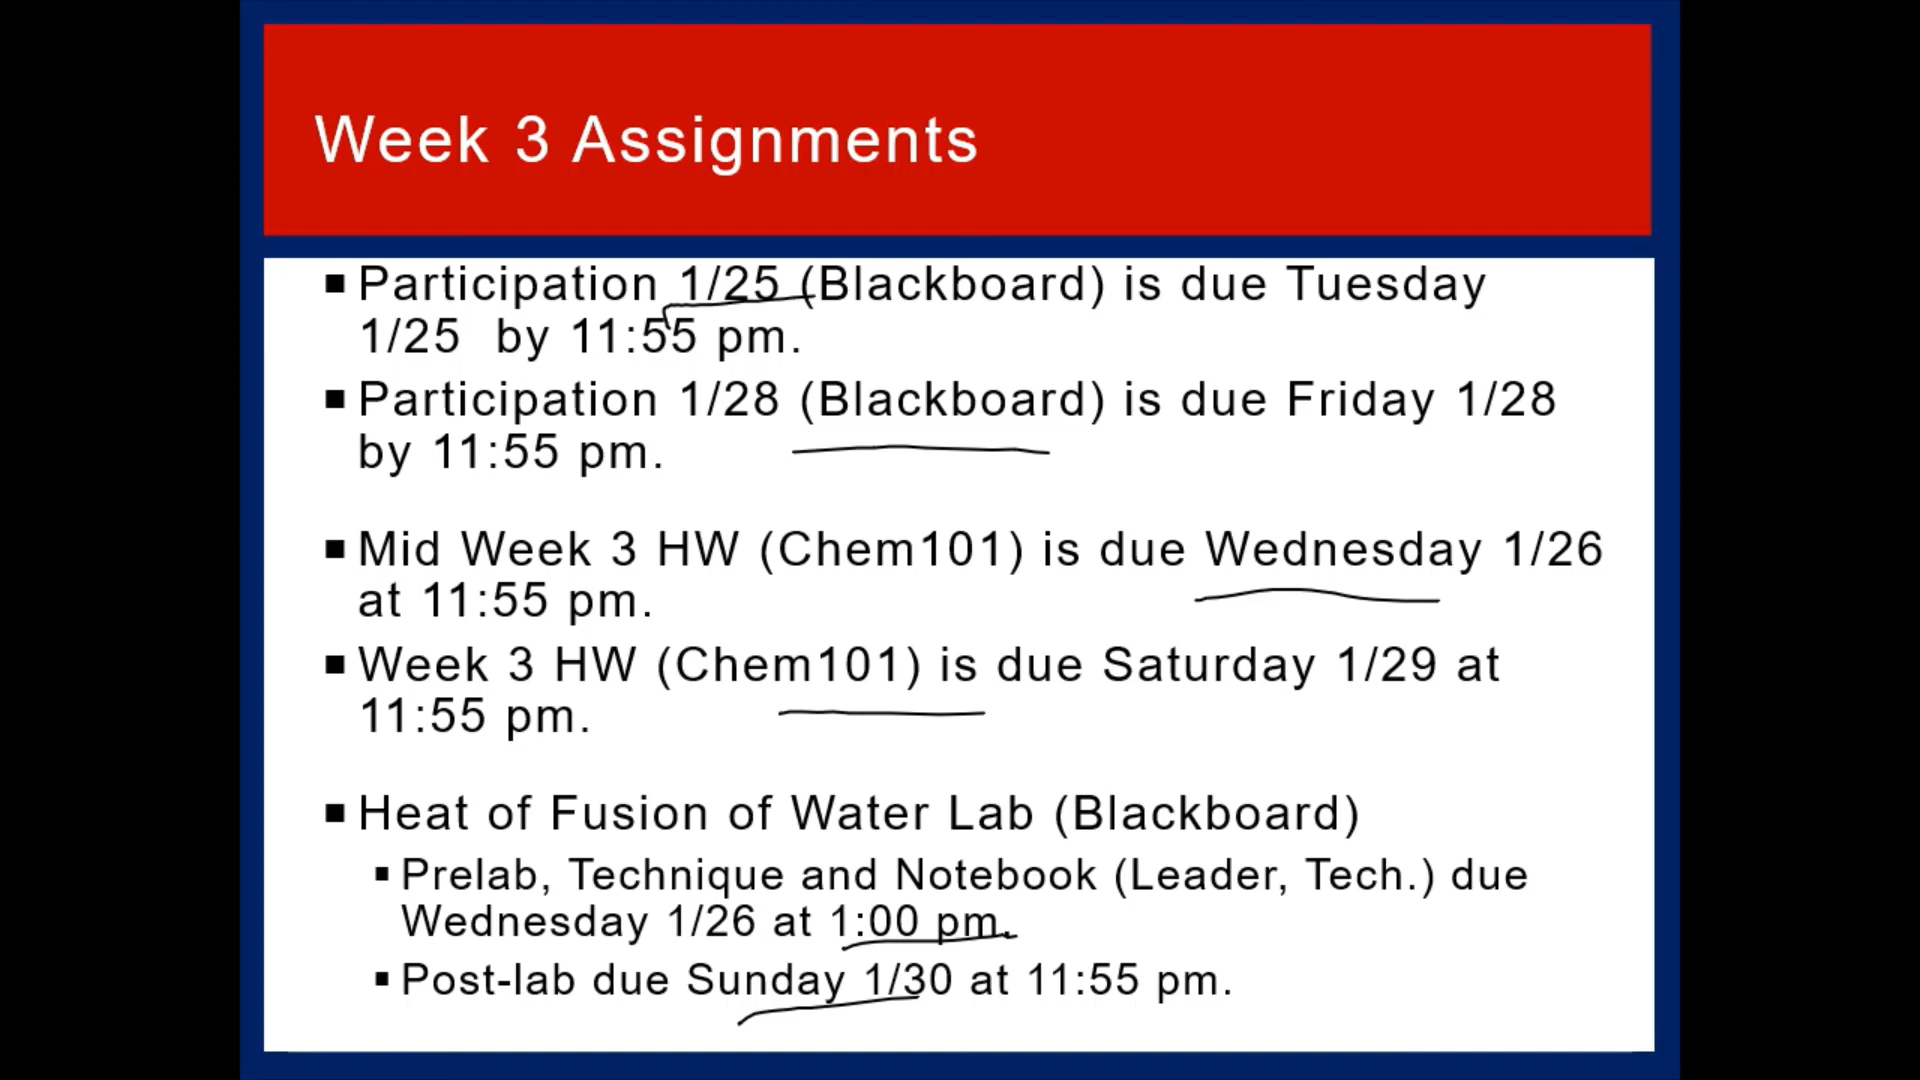 Week 3 Assignments
▪ Participation 1/25 (Blackboard) is due Tuesday
1/25 by 11:55 pm.
▪ Participation 1/28 (Blackboard) is due Friday 1/28
by 11:55 pm.
▪ Mid Week 3 HW (Chem101) is due Wednesday 1/26
at 11:55 pm.
▪ Week 3 HW (Chem101) is due Saturday 1/29 at
11:55 pm.
▪ Heat of Fusion of Water Lab (Blackboard)
▪ Prelab, Technique and Notebook (Leader, Tech.) due
Wednesday 1/26 at 1:00 pm.
▪ Post-lab due Sunday 1/30 at 11:55 pm.